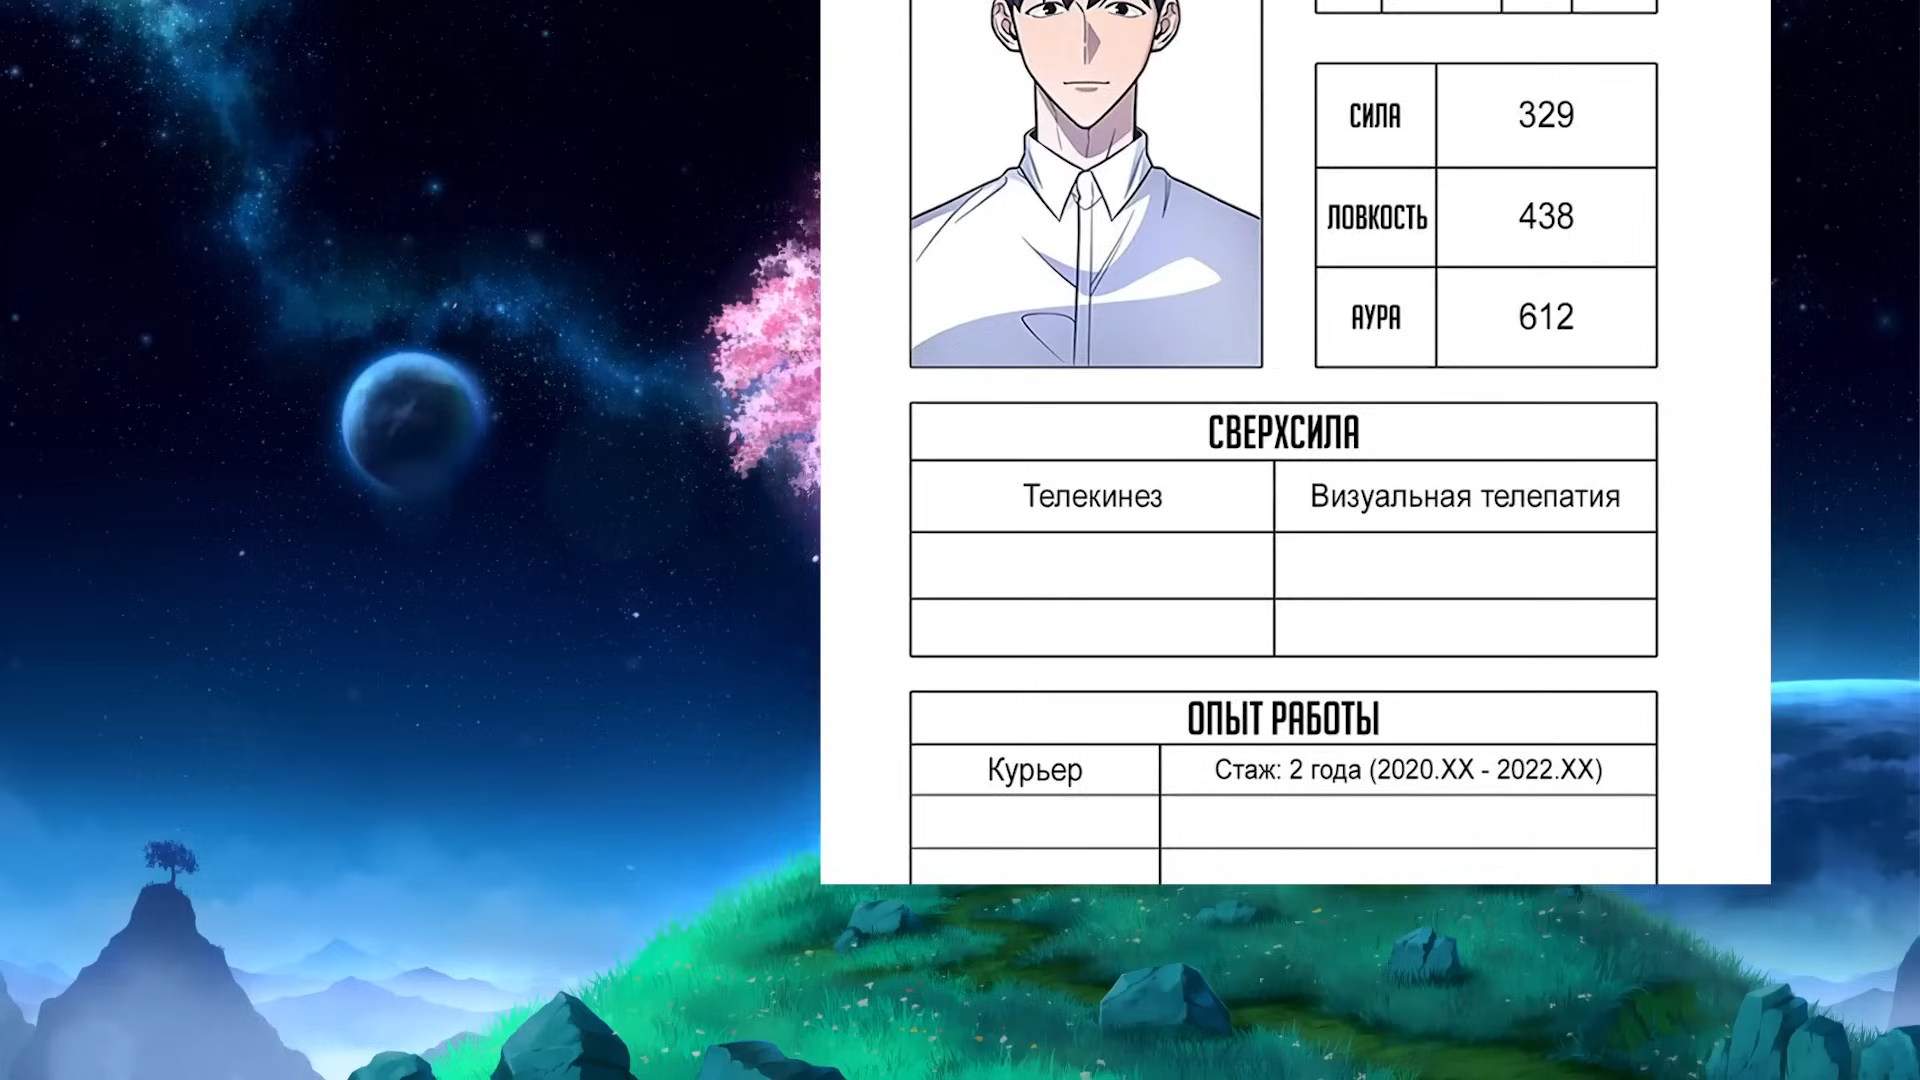 СИЛА 329
ЛОВКОСТЬ 438
АУРА 612
СВЕРХСИЛА
Телекинез Визуальная телепатия
ОПЫТ РАБОТЫ
Курьер Стаж: 2 года (2020.XX - 2022.XX)